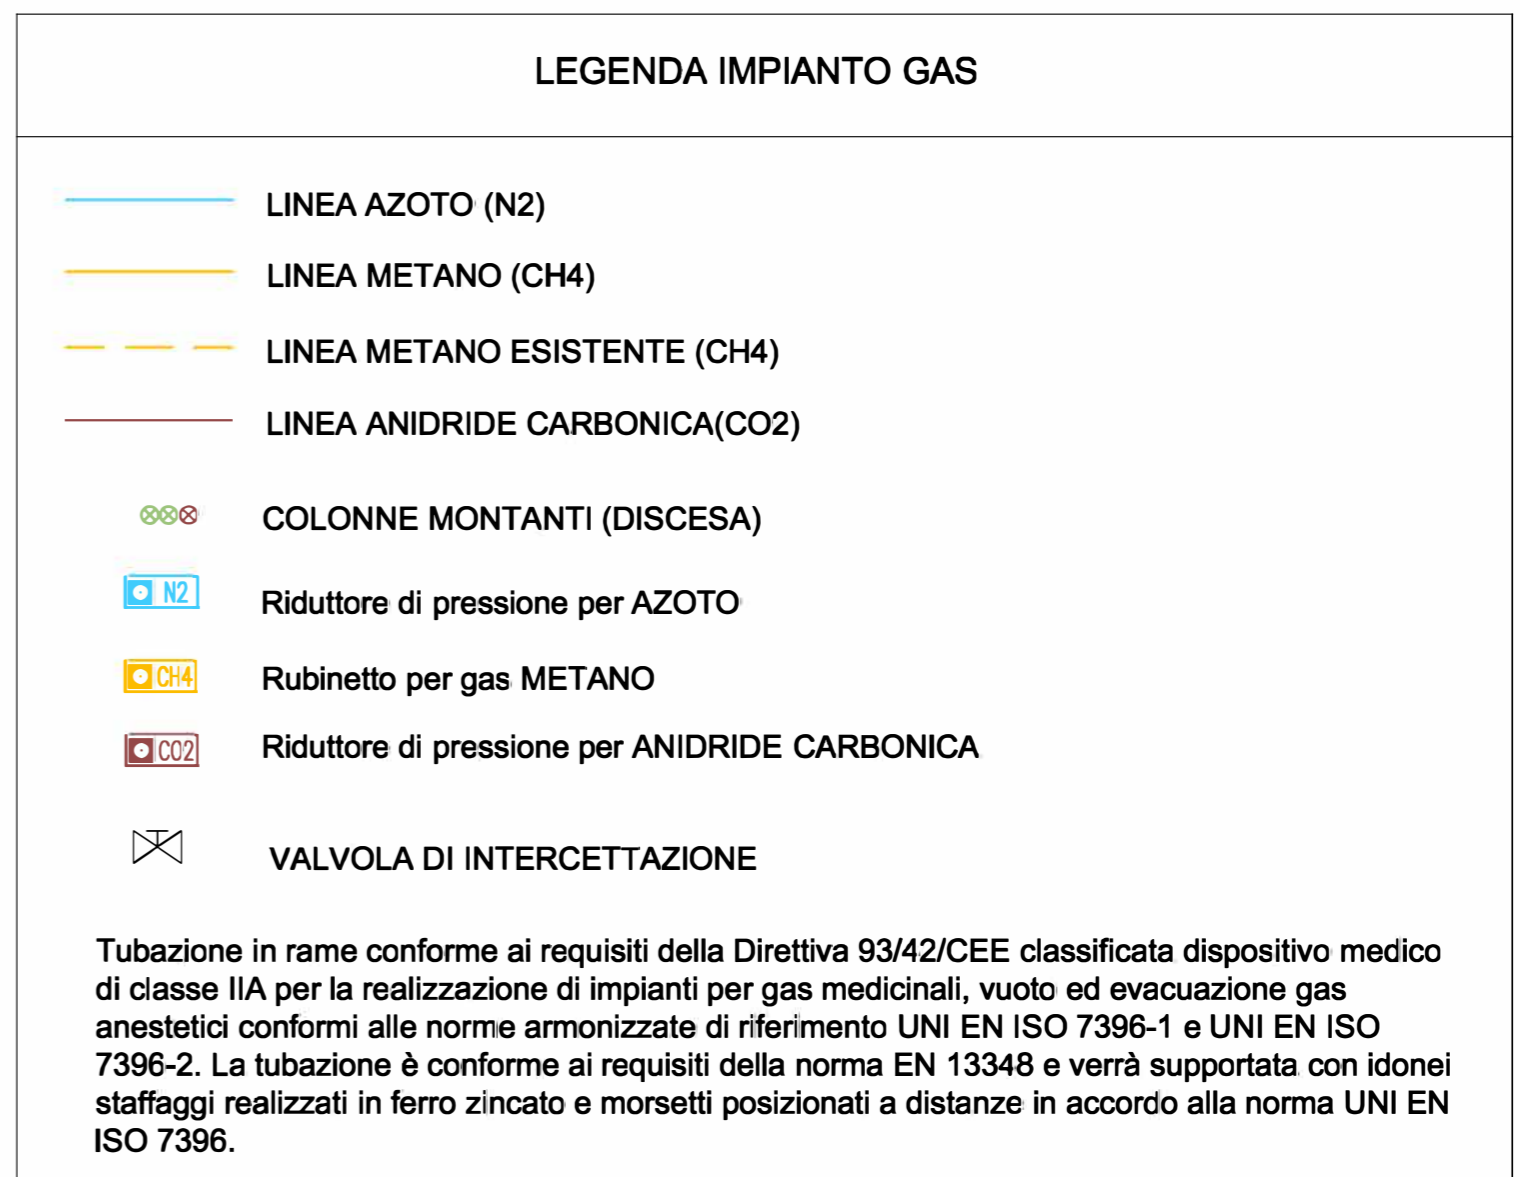 LEGENDA IMPIANTO GAS
LINEA AZOTO (N2)
LINEA METANO (CH4)
LINEA METANO ESISTENTE (CH4)
LINEA ANIDRIDE CARBONICA(CO2)
COLONNE MONTANTI (DISCESA)
N2 Riduttore di pressione per AZOTO
CH4 Rubinetto per gas METANO
CO2 Riduttore di pressione per ANIDRIDE CARBONICA
VALVOLA DI INTERCETTAZIONE
Tubazione in rame conforme ai requisiti della Direttiva 93/42/CEE classificata dispositivo medico
di classe IIA per la realizzazione di impianti per gas medicinali, vuoto ed evacuazione gas
anestetici conformi alle norme armonizzate di riferimento UNI EN ISO 7396-1 e UNI EN ISO
7396-2. La tubazione è conforme ai requisiti della norma EN 13348 e verrà supportata con idonei
staffaggi realizzati in ferro zincato e morsetti posizionati a distanze in accordo alla norma UNI EN
ISO 7396.